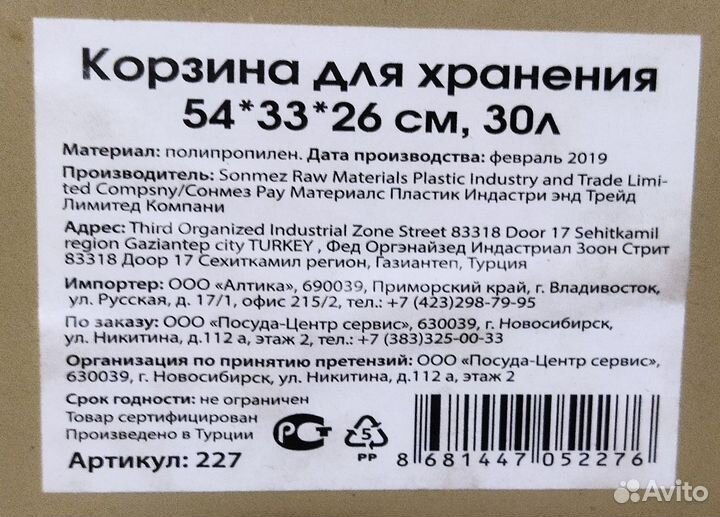 Корзина для хранения
54*33*26 см, 30л
Материал: полипропилен. Дата производства: февраль 2019
Производитель: Sonmez Raw Materials Plastic Industry and Trade Limi-
ted Compsny/Сонмез Рау Материалс Пластик Индастри энд Трейд
Лимитед Компани
Адрес: Third Organized Industrial Zone Street 83318 Door 17 Sehitkamil
region Gaziantep city TURKEY , Фед Оргэнайзед Индастриал Зоон Стрит
83318 Доор 17 Сехиткамил регион, Газиантеп, Турция
Импортер: ООО «Алтика», 690039, Приморский край, г. Владивосток,
ул. Русская, д. 17/1, офис 215/2, тел.: +7 (423)298-79-95
По заказу: ООО «Посуда-Центр сервис», 630039, г. Новосибирск,
ул. Никитина, д.112 а, этаж 2, тел.: +7 (383)325-00-33
Организация по принятию претензий: ООО «Посуда-Центр сервис»,
630039, г. Новосибирск, ул. Никитина, д.112 а, этаж 2
Срок годности: не ограничен
Товар сертифицирован
Произведено в Турции
Артикул: 227
РСТ
5
PP
8 681447 052276
Avito